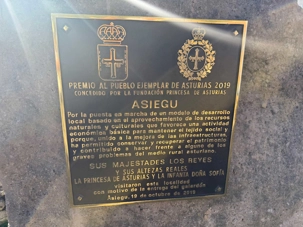 PREMIO AL PUEBLO EJEMPLAR DE ASTURIAS 2019
CONCEDIDO POR LA FUNDACIÓN PRINCESA DE ASTURIAS
ASIEGU
Por la puesta en marcha de un modelo de desarrollo
local basado en el aprovechamiento de los recursos
naturales y culturales que favorece una actividad
económica básica para mantener el tejido social y
porque, unido a la mejora de las infraestructuras,
ha permitido conservar y recuperar el patrimonio
y contribuido a hacer frente a alguno de los
graves problemas del medio rural asturiano.
SUS MAJESTADES LOS REYES
Y SUS ALTEZAS REALES
LA PRINCESA DE ASTURIAS Y LA INFANTA DOÑA SOFÍA
visitaron esta localidad
con motivo de la entrega del galardón
Asiegu, 19 de octubre de 2019